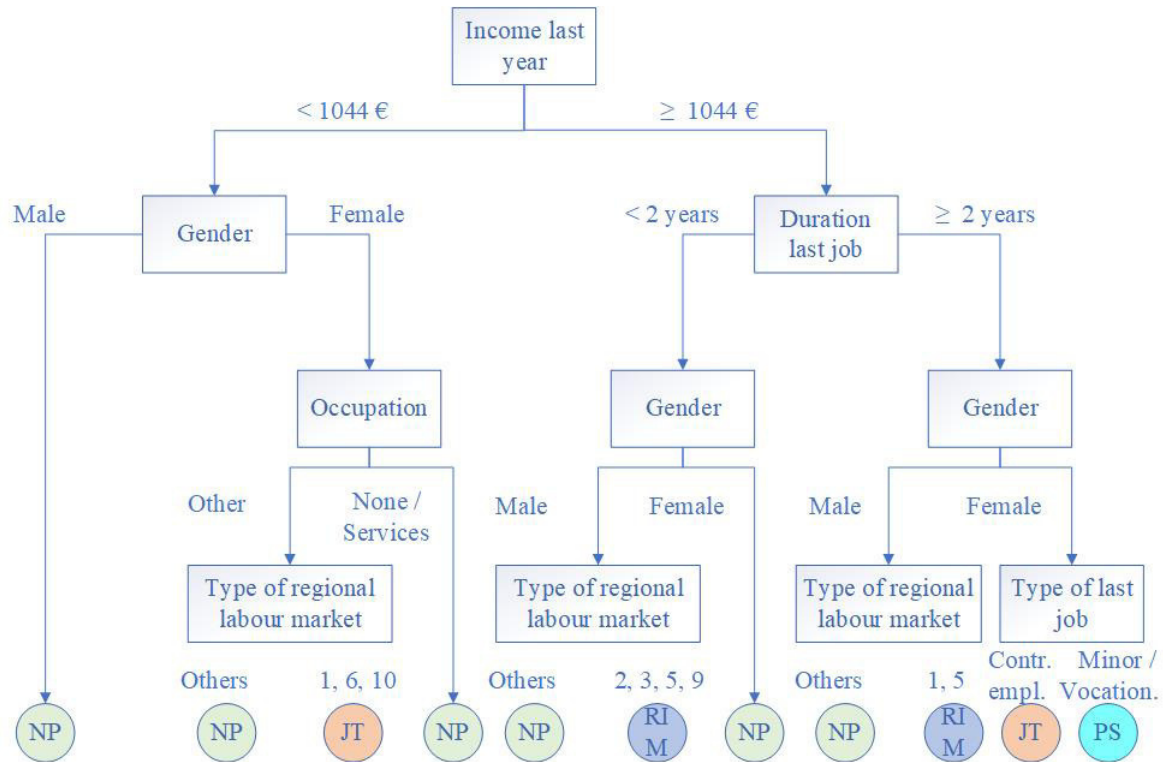 Income last
year
< 1044 €
≥ 1044 €
Male
Gender
Female
< 2 years
Duration
last job
≥ 2 years
Occupation
Gender
Gender
Other
None /
Services
Male
Female
Male
Female
Type of regional
labour market
Type of regional
labour market
Type of regional
labour market
Type of last
job
Others
1, 6, 10
Others
2, 3, 5, 9
Others
1, 5
Contr.
empl.
Minor /
Vocation.
NP
NP
JT
NP
NP
RI
M
NP
NP
RI
M
JT
PS